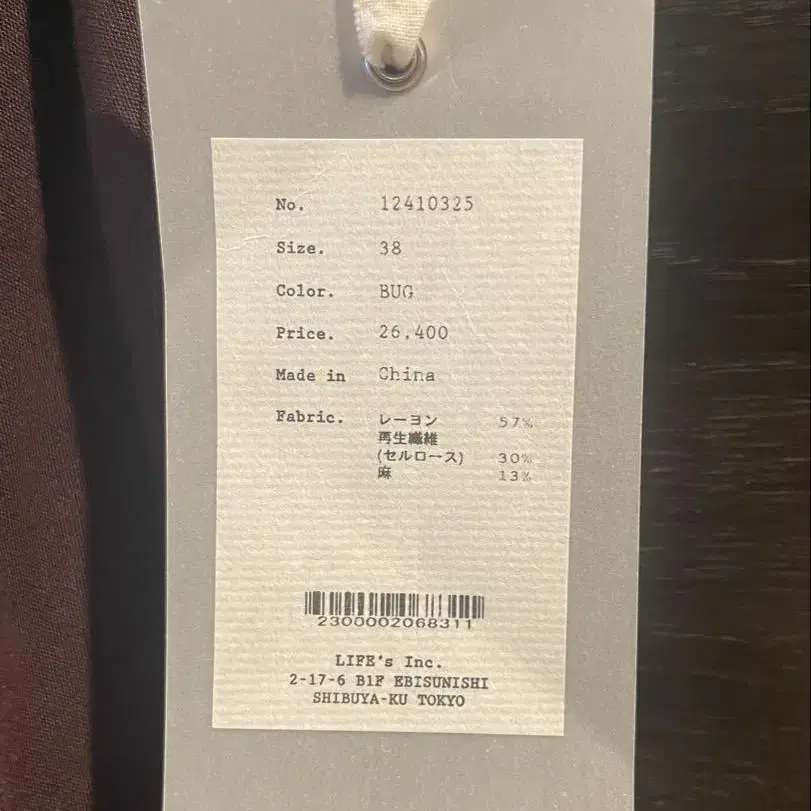 No. 12410325
Size. 38
Color. BUG
Price. 26,400
Made in China
Fabric. レーヨン 57%
再生繊維
(セルロース) 30%
麻 13%
2300002068311
LIFE's Inc.
2-17-6 B1F EBISUNISHI
SHIBUYA-KU TOKYO